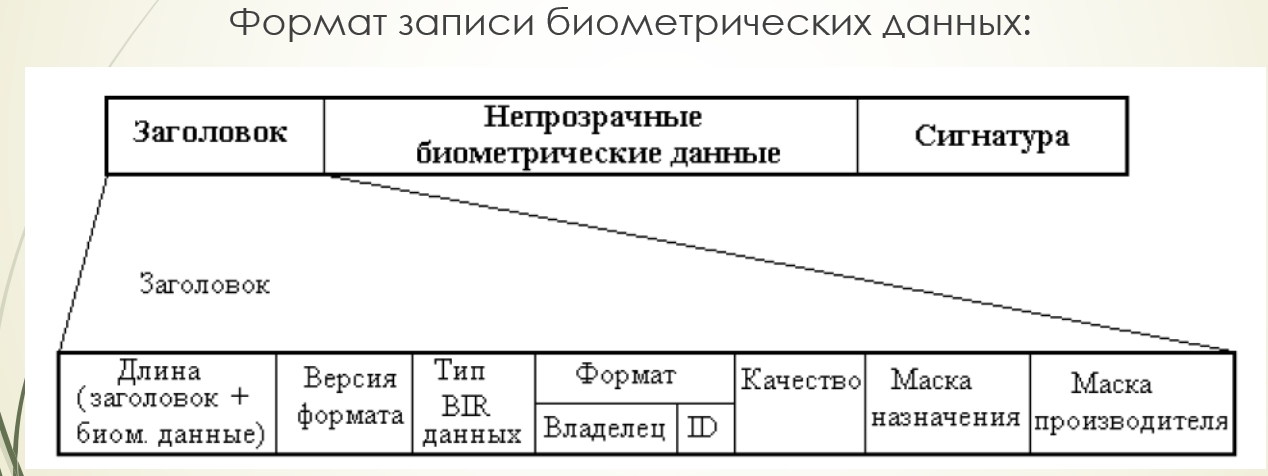 Формат записи биометрических данных:
Заголовок
Непрозрачные
биометрические данные
Сигнатура
Заголовок
Длина
(заголовок +
биом. данные)
Версия
формата
Тип
BIR
данных
Формат
Владелец
ID
Качество
Маска
назначения
Маска
производителя